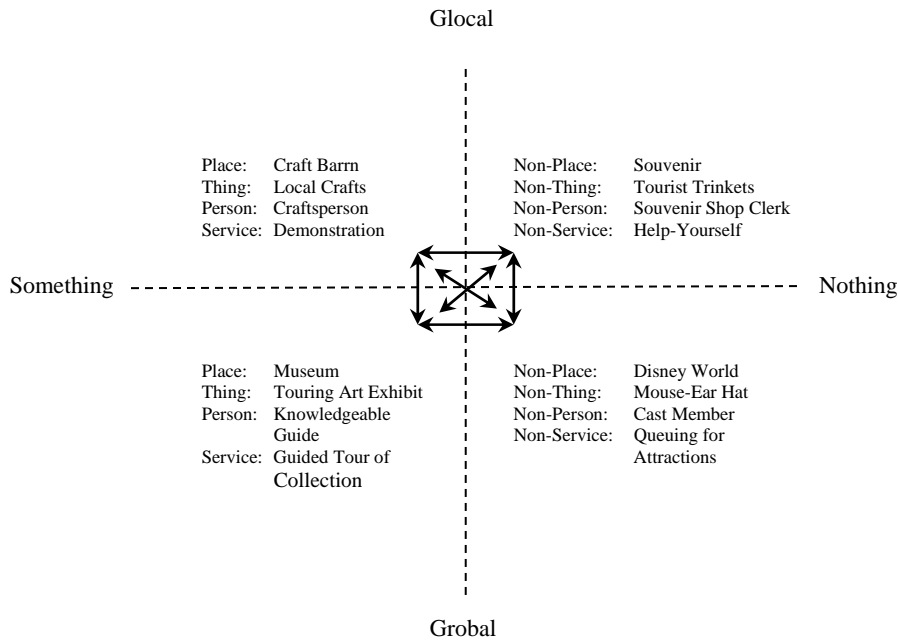 Glocal
Place: Craft Barrn
Thing: Local Crafts
Person: Craftsperson
Service: Demonstration
Non-Place: Souvenir
Non-Thing: Tourist Trinkets
Non-Person: Souvenir Shop Clerk
Non-Service: Help-Yourself
Something
Nothing
Place: Museum
Thing: Touring Art Exhibit
Person: Knowledgeable
Guide
Service: Guided Tour of
Collection
Non-Place: Disney World
Non-Thing: Mouse-Ear Hat
Non-Person: Cast Member
Non-Service: Queuing for
Attractions
Grobal